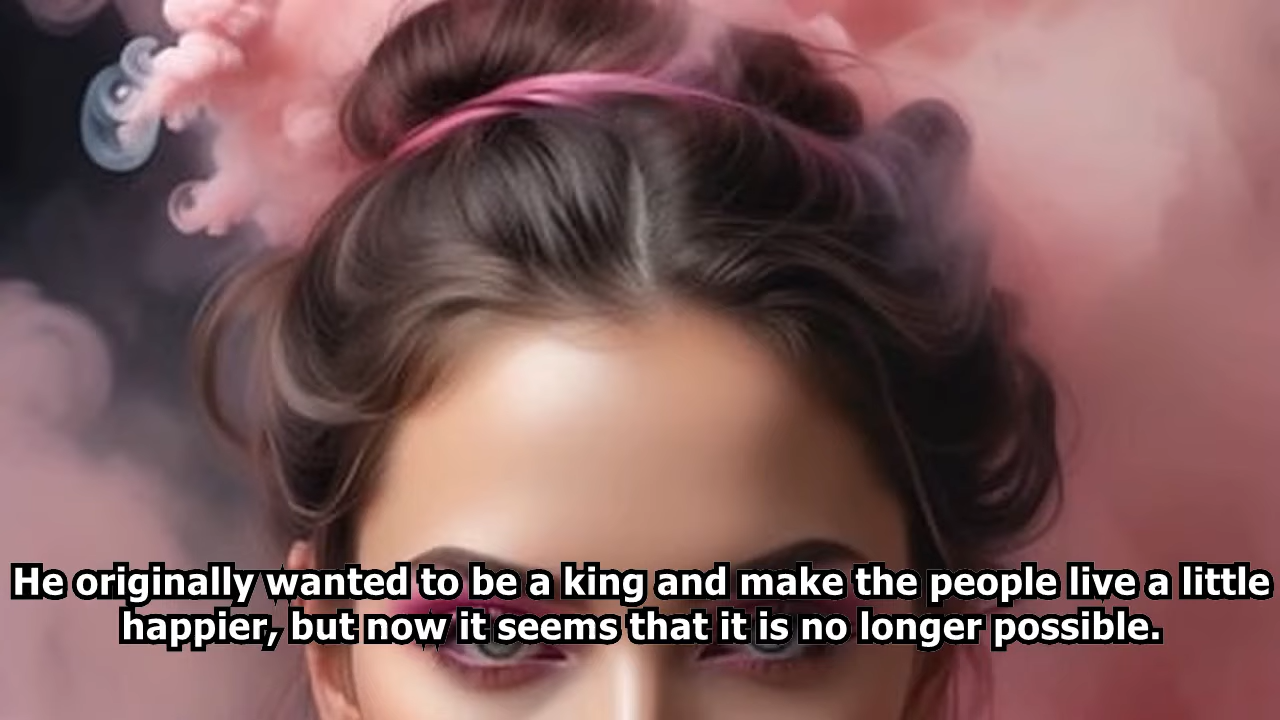 He originally wanted to be a king and make the people live a little
happier, but now it seems that it is no longer possible.